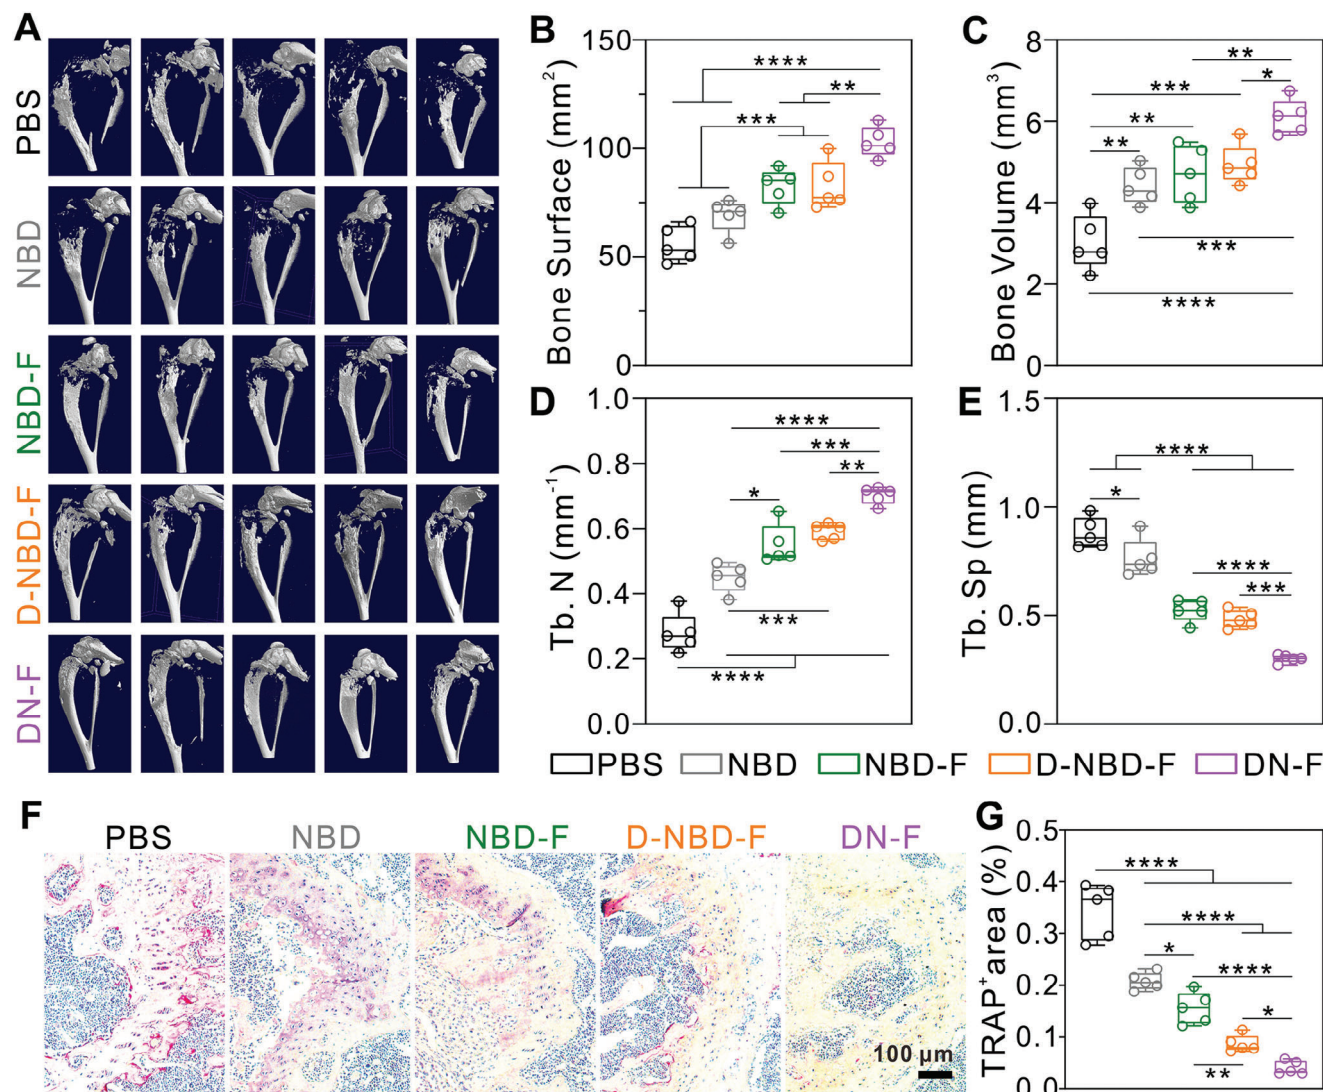 A
PBS
NBD
NBD-F
D-NBD-F
DN-F
B
Bone Surface (mm²)
150
100
50
0
****
**
***
C
Bone Volume (mm³)
8
6
4
2
0
**
*
***
**
**
***
****
D
Tb. N (mm⁻¹)
1.0
0.8
0.6
0.4
0.2
0.0
****
***
**
*
***
****
E
Tb. Sp (mm)
1.5
1.0
0.5
0.0
****
*
****
***
PBS NBD NBD-F D-NBD-F DN-F
F
PBS NBD NBD-F D-NBD-F DN-F
100 µm
G
TRAP⁺ area (%)
0.5
0.4
0.3
0.2
0.1
0.0
****
****
*
****
*
**